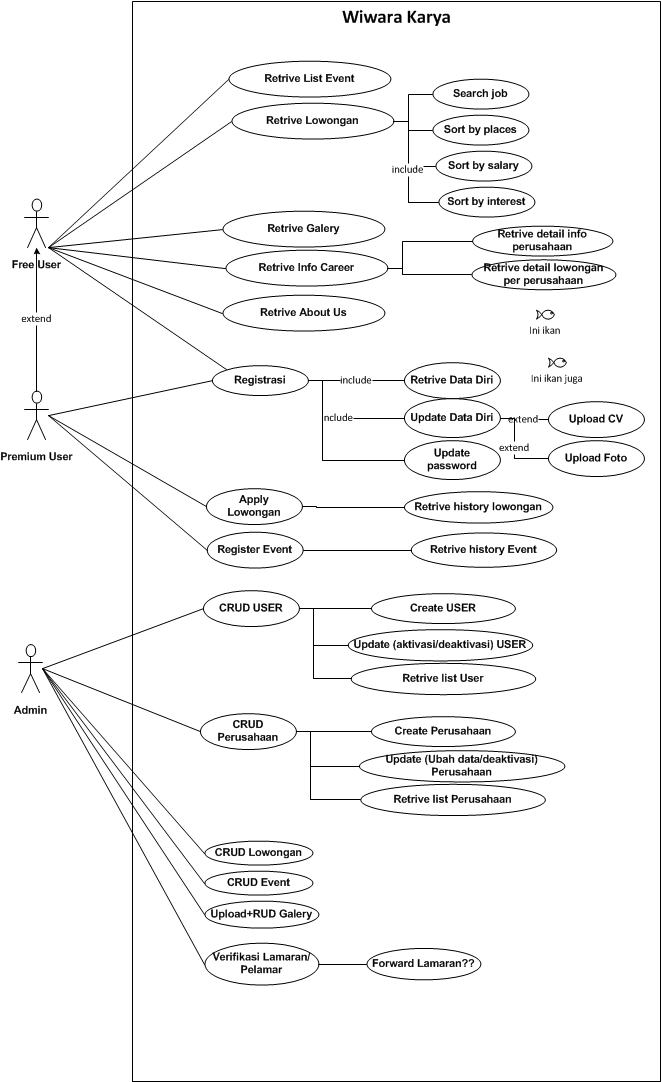 Wiwara Karya
Retrive List Event
Retrive Lowongan
Search job
Sort by places
include
Sort by salary
Sort by interest
Free User
Retrive Galery
Retrive Info Career
Retrive detail info
perusahaan
Retrive detail lowongan
per perusahaan
Retrive About Us
Ini ikan
extend
Ini ikan juga
Premium User
Registrasi
include
Retrive Data Diri
nclude
Update Data Diri
extend
Upload CV
extend
Update
password
Upload Foto
Apply
Lowongan
Retrive history lowongan
Register Event
Retrive history Event
Admin
CRUD USER
Create USER
Update (aktivasi/deaktivasi) USER
Retrive list User
CRUD
Perusahaan
Create Perusahaan
Update (Ubah data/deaktivasi)
Perusahaan
Retrive list Perusahaan
CRUD Lowongan
CRUD Event
Upload+RUD Galery
Verifikasi Lamaran/
Pelamar
Forward Lamaran??